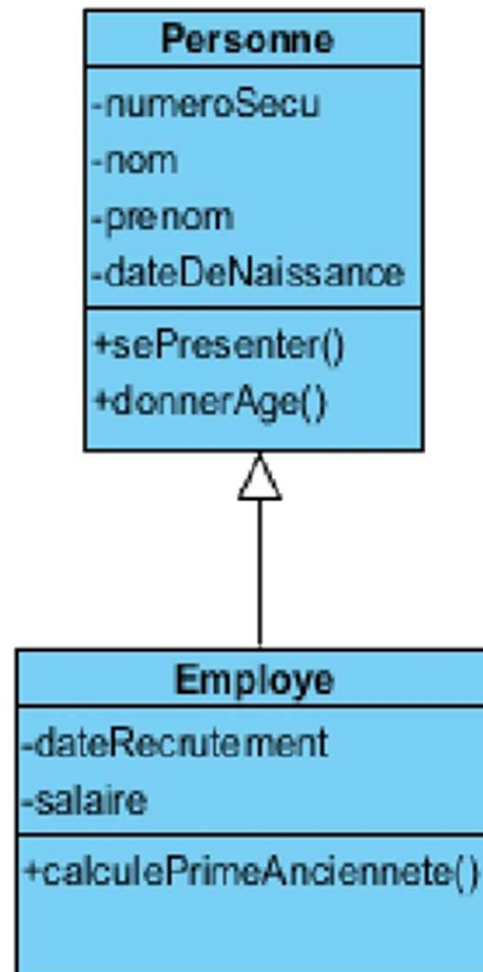 Personne
-numeroSecu
-nom
-prenom
-dateDeNaissance
+sePresenter()
+donnerAge()
Employe
-dateRecrutement
-salaire
+calculePrimeAnciennete()